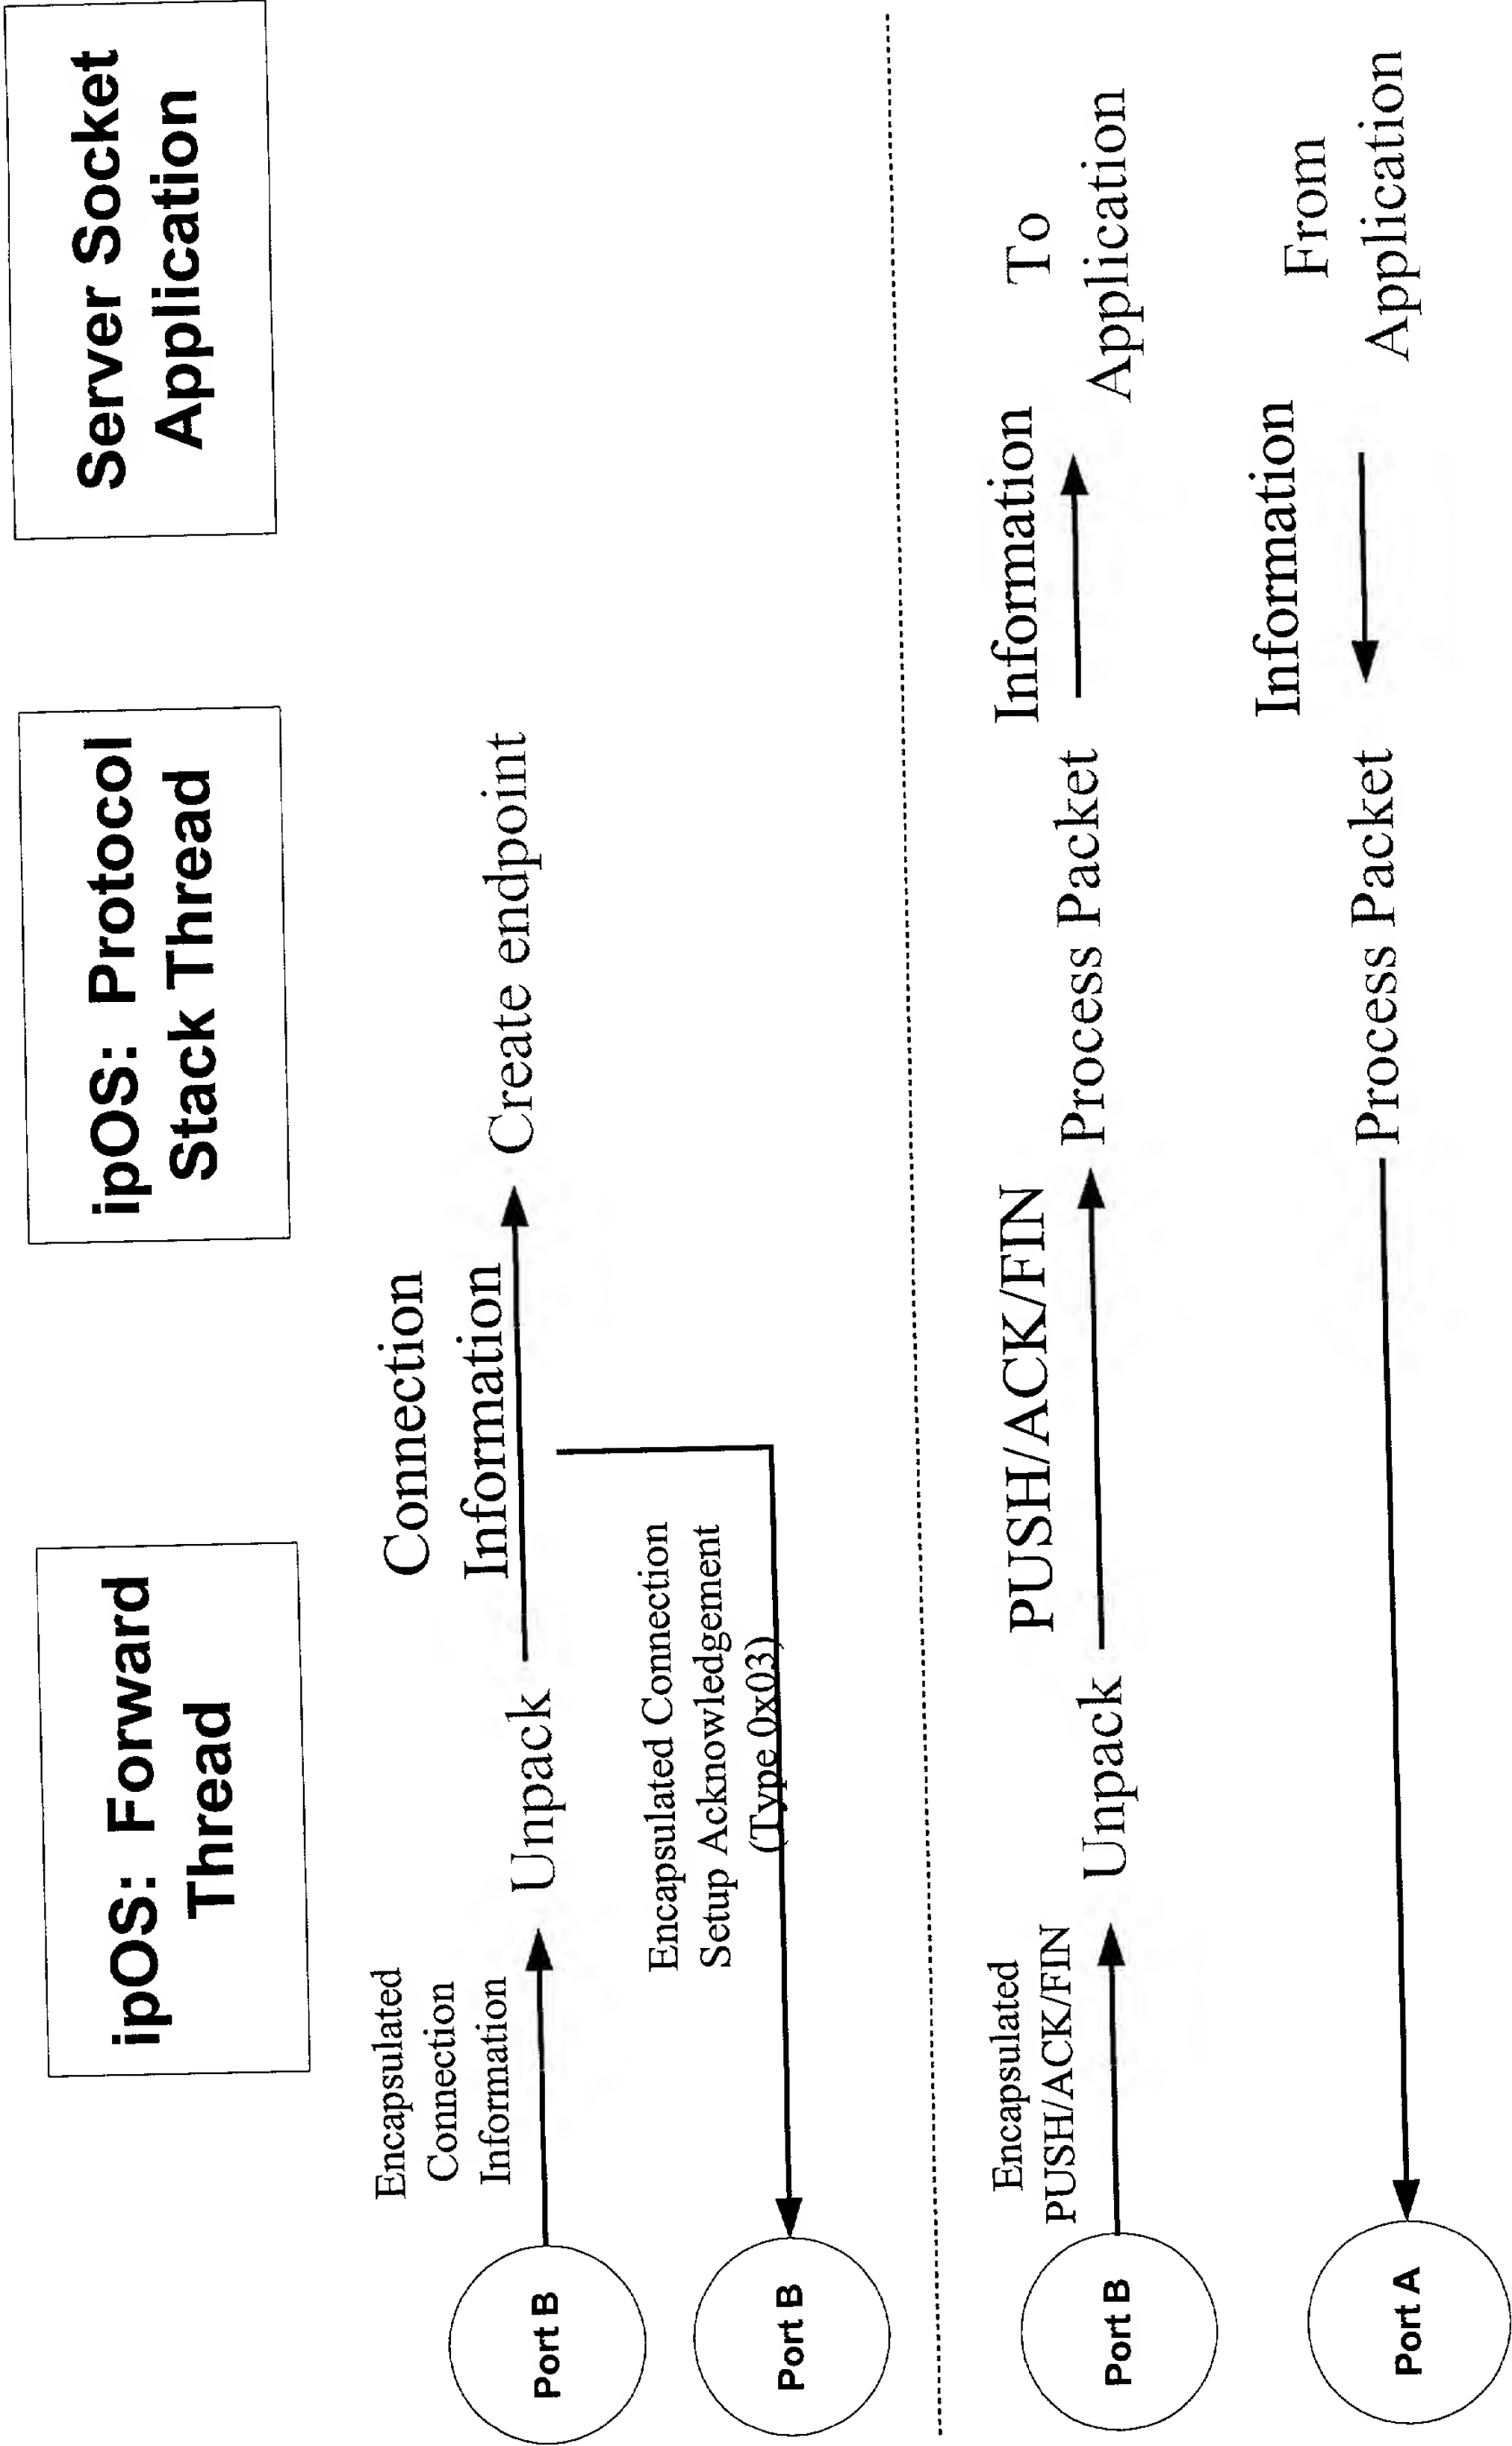 ipOS: Forward
Thread
ipOS: Protocol
Stack Thread
Server Socket
Application
Encapsulated
Connection
Information
Port B
Unpack
Connection
Information
Create endpoint
Encapsulated Connection
Setup Acknowledgement
(Type 0x03)
Port B
Encapsulated
PUSH/ACK/FIN
Port B
Unpack
PUSH/ACK/FIN
Process Packet
Information
To
Application
Port A
Process Packet
Information
From
Application